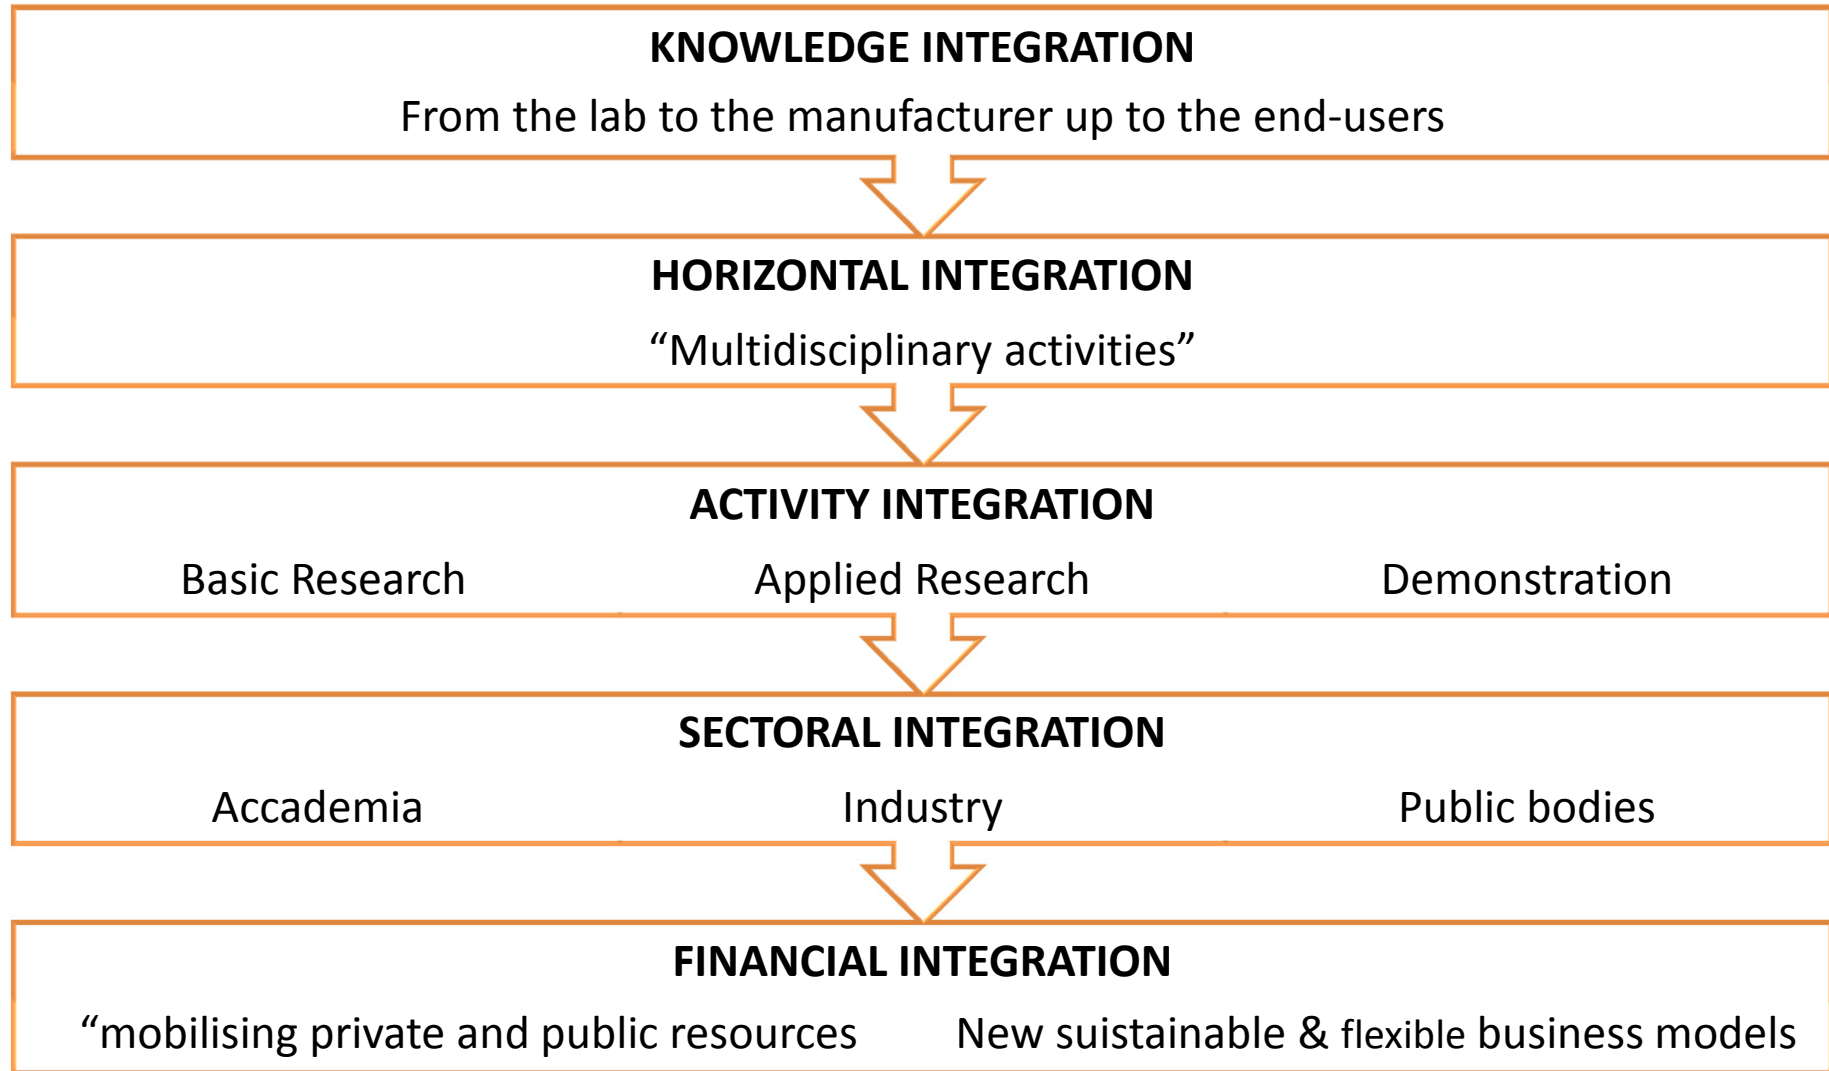 KNOWLEDGE INTEGRATION
From the lab to the manufacturer up to the end-users
HORIZONTAL INTEGRATION
“Multidisciplinary activities”
ACTIVITY INTEGRATION
Basic Research Applied Research Demonstration
SECTORAL INTEGRATION
Accademia Industry Public bodies
FINANCIAL INTEGRATION
“mobilising private and public resources New suistainable & flexible business models